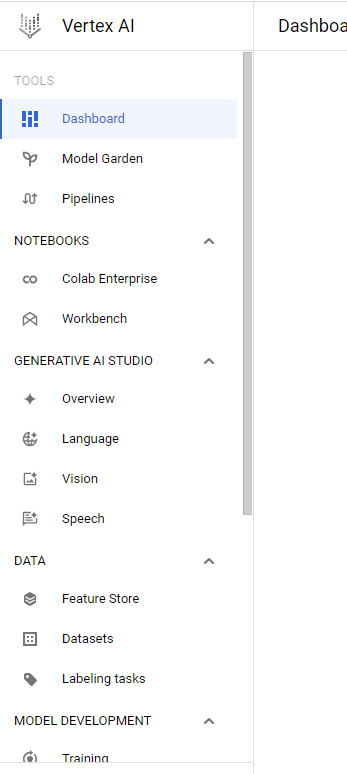 Vertex AI
Dashboa
TOOLS
Dashboard
Model Garden
Pipelines
NOTEBOOKS
Colab Enterprise
Workbench
GENERATIVE AI STUDIO
Overview
Language
Vision
Speech
DATA
Feature Store
Datasets
Labeling tasks
MODEL DEVELOPMENT
Training